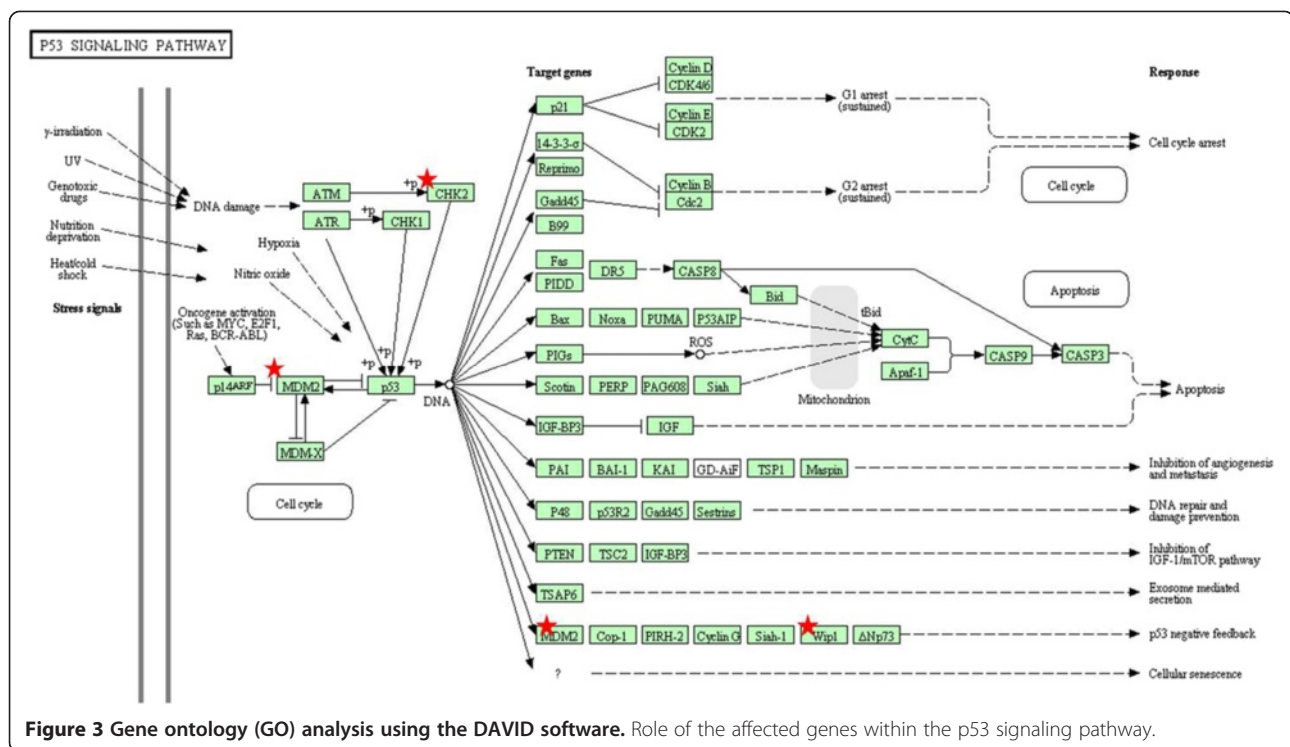 P53 SIGNALING PATHWAY
Target genes
Response
γ-irradiation
UV
Genotoxic
drugs
Nutrition
deprivation
Heat/cold
shock
Stress signals
DNA damage
ATM
+p
CHK2
ATR
+p
CHK1
Hypoxia
Nitric oxide
Oncogene activation
(Such as MYC, E2F1,
Ras, BCR-ABL)
+p
+p
+p
p14ARF
MDM2
p53
DNA
MDM-X
Cell cycle
p21
Cyclin D
CDK4/6
Cyclin E
CDK2
G1 arrest
(sustained)
14-3-3-σ
Reprimo
Gadd45
B99
Cyclin B
Cdc2
G2 arrest
(sustained)
Cell cycle arrest
Cell cycle
Fas
PIDD
DR5
CASP8
Bid
tBid
Apoptosis
Bax
Noxa
PUMA
P53AIP
PIGs
ROS
CytC
Apaf-1
CASP9
CASP3
Scotin
PERP
PAG608
Siah
Mitochondrion
Apoptosis
IGF-BP3
IGF
PAI
BAI-1
KAI
GD-AiF
TSP1
Maspin
Inhibition of angiogenesis
and metastasis
P48
p53R2
Gadd45
Sestrins
DNA repair and
damage prevention
PTEN
TSC2
IGF-BP3
Inhibition of
IGF-1/mTOR pathway
TSAP6
Exosome mediated
secretion
MDM2
Cop-1
PIRH-2
Cyclin G
Siah-1
Wip1
ΔNp73
p53 negative feedback
?
Cellular senescence
Figure 3 Gene ontology (GO) analysis using the DAVID software. Role of the affected genes within the p53 signaling pathway.